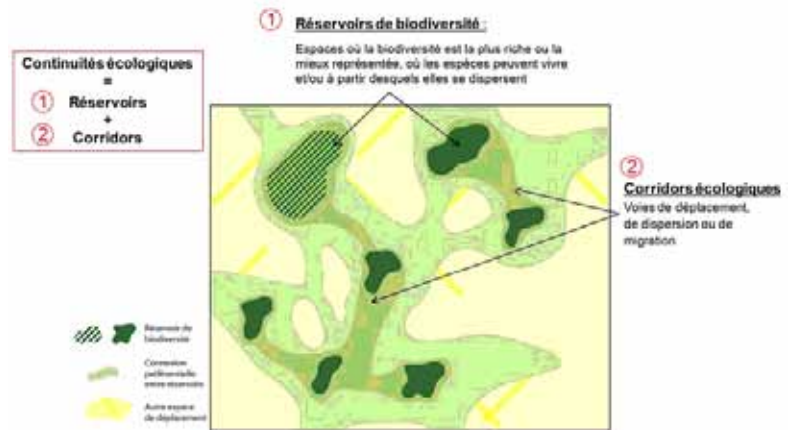 ① Réservoirs de biodiversité :
Espaces où la biodiversité est la plus riche ou la
mieux représentée, où les espèces peuvent vivre
et/ou à partir desquels elles se dispersent
Continuités écologiques
=
① Réservoirs
+
② Corridors
②
Corridors écologiques
Voies de déplacement,
de dispersion ou de
migration
Réservoir de
biodiversité
Connexion
préférentielle
entre réservoirs
Autre espace
de déplacement